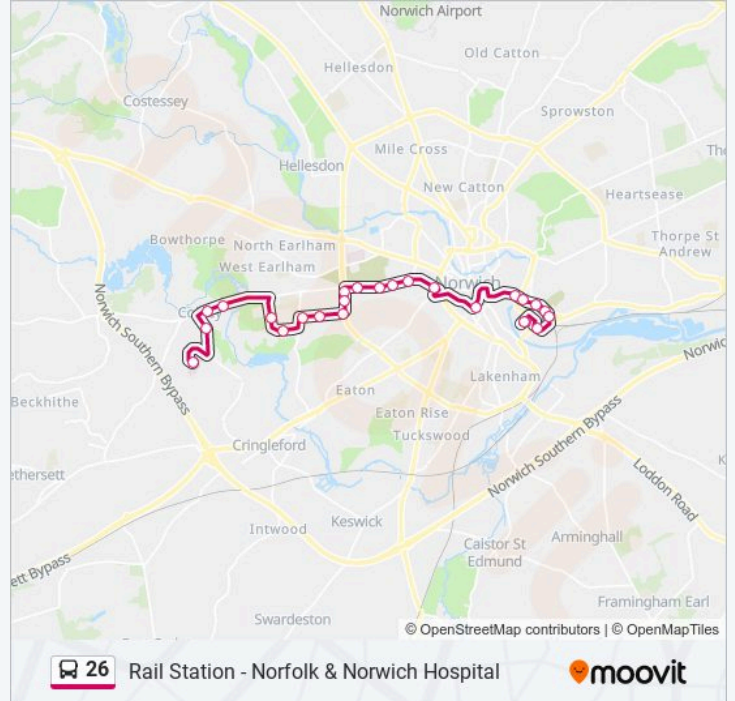 Norwich Airport
Old Catton
Hellesdon
Costessey
Sprowston
Mile Cross
Hellesdon
New Catton
Heartsease
Bowthorpe
North Earlham
Thorpe St
Andrew
West Earlham
Norwich
Norwich Southern Bypass
Lakenham
Eaton
Beckhithe
Eaton Rise
Tuckswood
Cringleford
Norwich Southern Bypass
Loddon Road
Keswick
Intwood
Caistor St
Edmund
Arminghall
ett Bypass
Framingham Earl
Swardeston
© OpenStreetMap contributors | © OpenMapTiles
26 Rail Station - Norfolk & Norwich Hospital
moovit